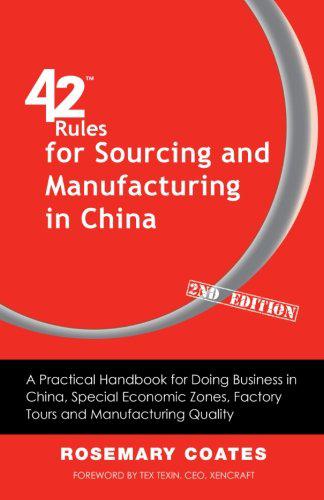 42™
Rules
for Sourcing and
Manufacturing
in China
2ND EDITION
A Practical Handbook for Doing Business in
China, Special Economic Zones, Factory
Tours and Manufacturing Quality
ROSEMARY COATES
FOREWORD BY TEX TEXIN, CEO, XENCRAFT